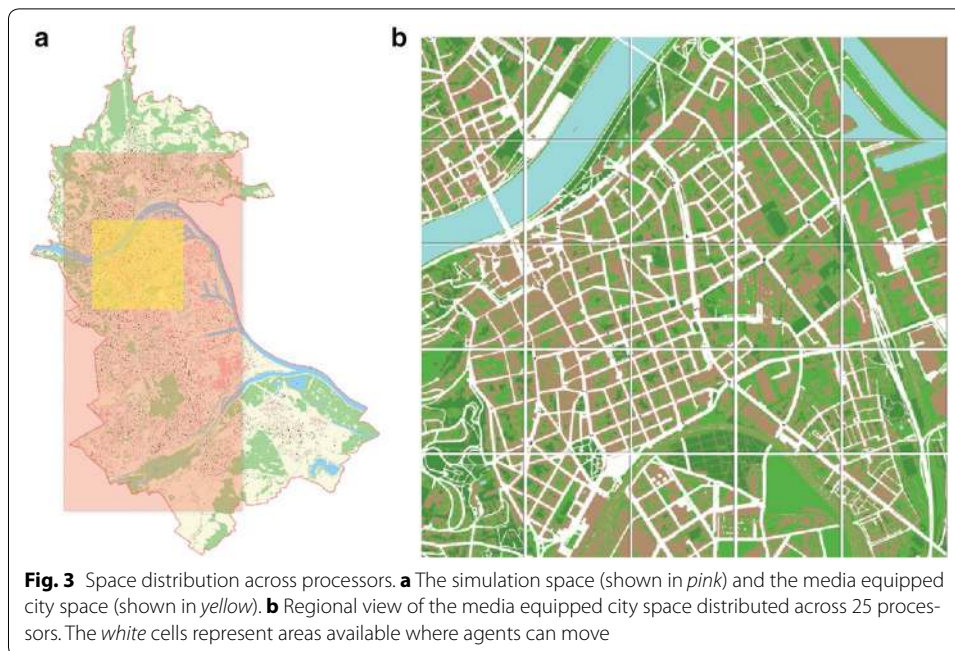 a
b
Fig. 3 Space distribution across processors. a The simulation space (shown in pink) and the media equipped
city space (shown in yellow). b Regional view of the media equipped city space distributed across 25 proces-
sors. The white cells represent areas available where agents can move